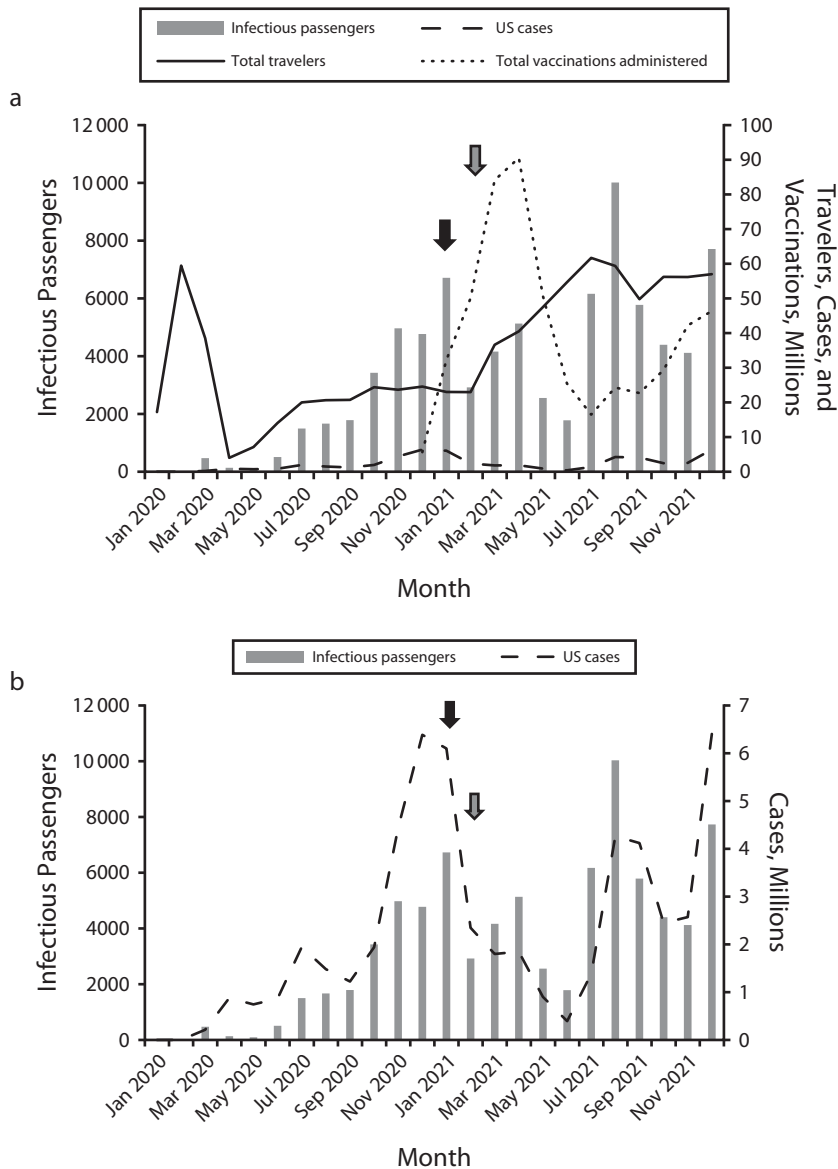 Infectious passengers
US cases
Total travelers
Total vaccinations administered
a
12 000
10 000
8000
6000
4000
2000
0
Infectious Passengers
100
90
80
70
60
50
40
30
20
10
0
Travelers, Cases, and
Vaccinations, Millions
Jan 2020
Mar 2020
May 2020
Jul 2020
Sep 2020
Nov 2020
Jan 2021
Mar 2021
May 2021
Jul 2021
Sep 2021
Nov 2021
Month
Infectious passengers
US cases
b
12 000
10 000
8000
6000
4000
2000
0
Infectious Passengers
7
6
5
4
3
2
1
0
Cases, Millions
Jan 2020
Mar 2020
May 2020
Jul 2020
Sep 2020
Nov 2020
Jan 2021
Mar 2021
May 2021
Jul 2021
Sep 2021
Nov 2021
Month